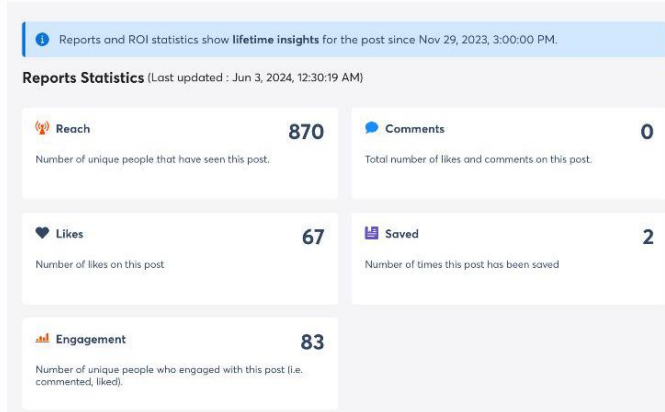 Reports and ROI statistics show lifetime insights for the post since Nov 29, 2023, 3:00:00 PM.
Reports Statistics (Last updated : Jun 3, 2024, 12:30:19 AM)
Reach 870
Number of unique people that have seen this post.
Comments 0
Total number of likes and comments on this post.
Likes 67
Number of likes on this post
Saved 2
Number of times this post has been saved
Engagement 83
Number of unique people who engaged with this post (i.e.
commented, liked).